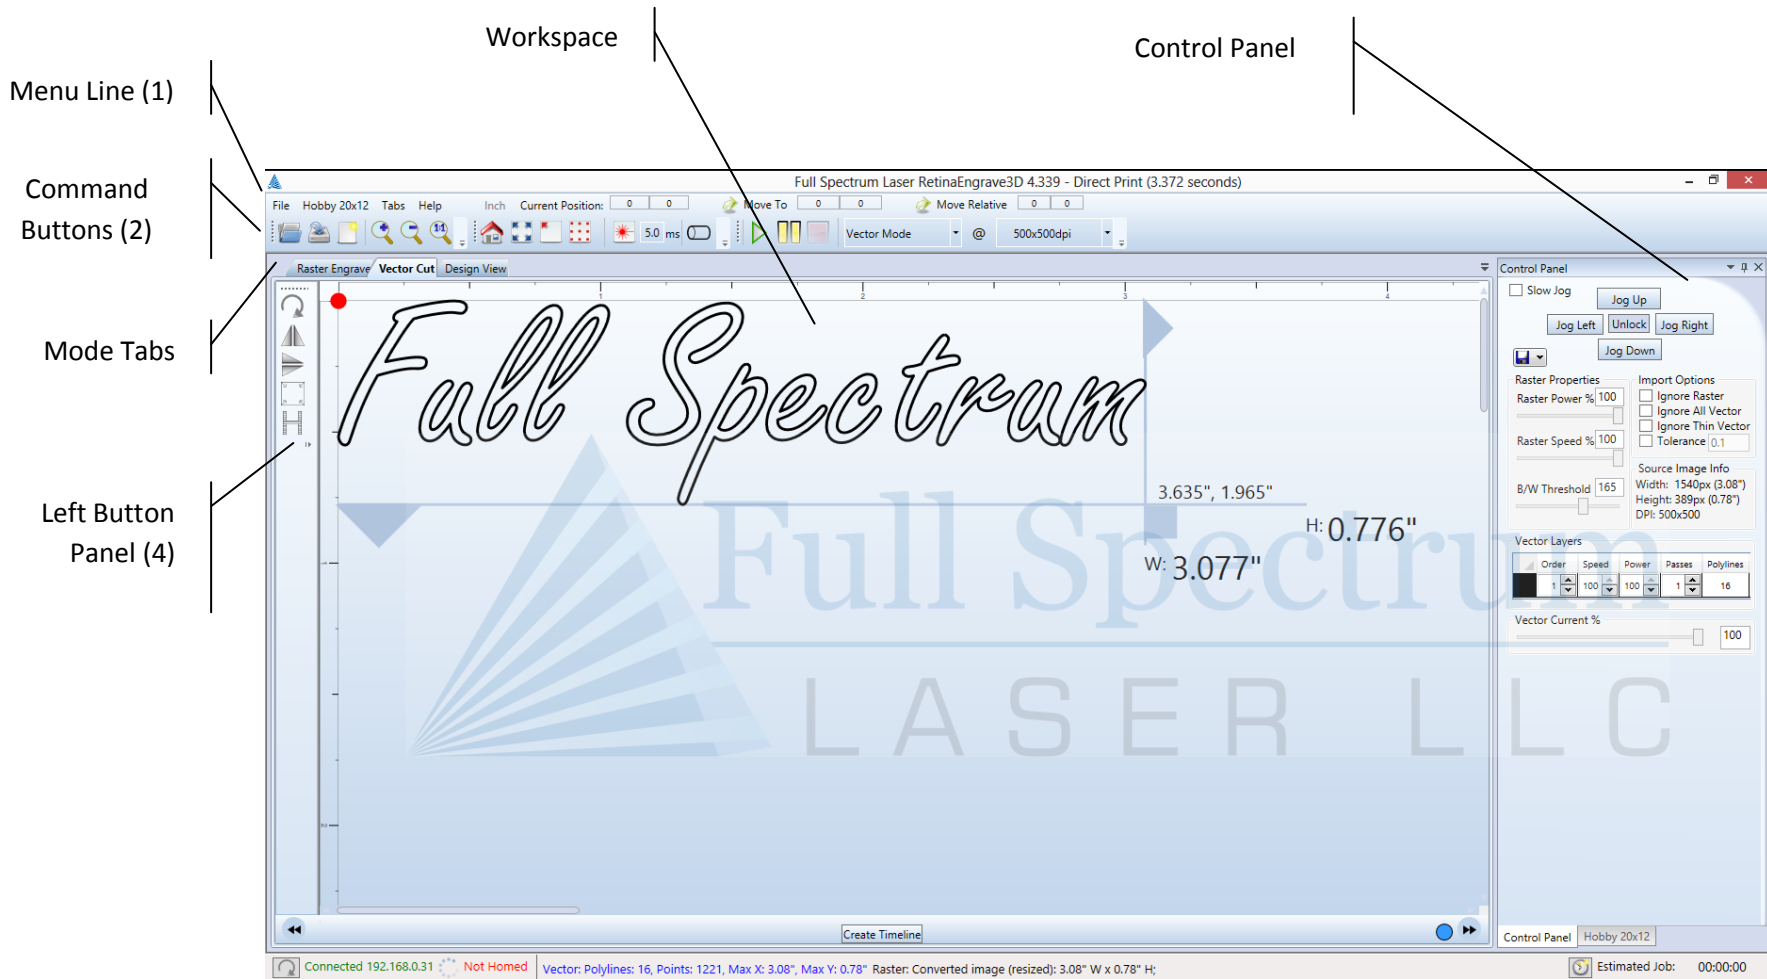 Workspace
Control Panel
Menu Line (1)
Command
Buttons (2)
Mode Tabs
Left Button
Panel (4)
Full Spectrum Laser RetinaEngrave3D 4.339 - Direct Print (3.372 seconds)
File Hobby 20x12 Tabs Help Inch Current Position: 0 0 Move To 0 0 Move Relative 0 0
1:1 5.0 ms Vector Mode @ 500x500dpi
Raster Engrave Vector Cut Design View
1 2 3 4
Full Spectrum
3.635", 1.965"
H: 0.776"
W: 3.077"
1
2
Full Spectrum
LASER LLC
Create Timeline
Control Panel
Slow Jog
Jog Up
Jog Left Unlock Jog Right
Jog Down
Raster Properties
Raster Power % 100
Raster Speed % 100
B/W Threshold 165
Import Options
Ignore Raster
Ignore All Vector
Ignore Thin Vector
Tolerance 0.1
Source Image Info
Width: 1540px (3.08")
Height: 389px (0.78")
DPI: 500x500
Vector Layers
Order Speed Power Passes Polylines
1 100 100 1 16
Vector Current %
100
Control Panel Hobby 20x12
Connected 192.168.0.31 Not Homed Vector: Polylines: 16, Points: 1221, Max X: 3.08", Max Y: 0.78" Raster: Converted image (resized): 3.08" W x 0.78" H; Estimated Job: 00:00:00